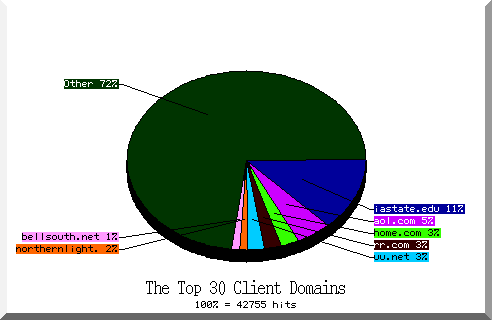 Other 72%
iastate.edu 11%
aol.com 5%
home.com 3%
rr.com 3%
uu.net 3%
bellsouth.net 1%
northernlight. 2%
The Top 30 Client Domains
100% = 42755 hits